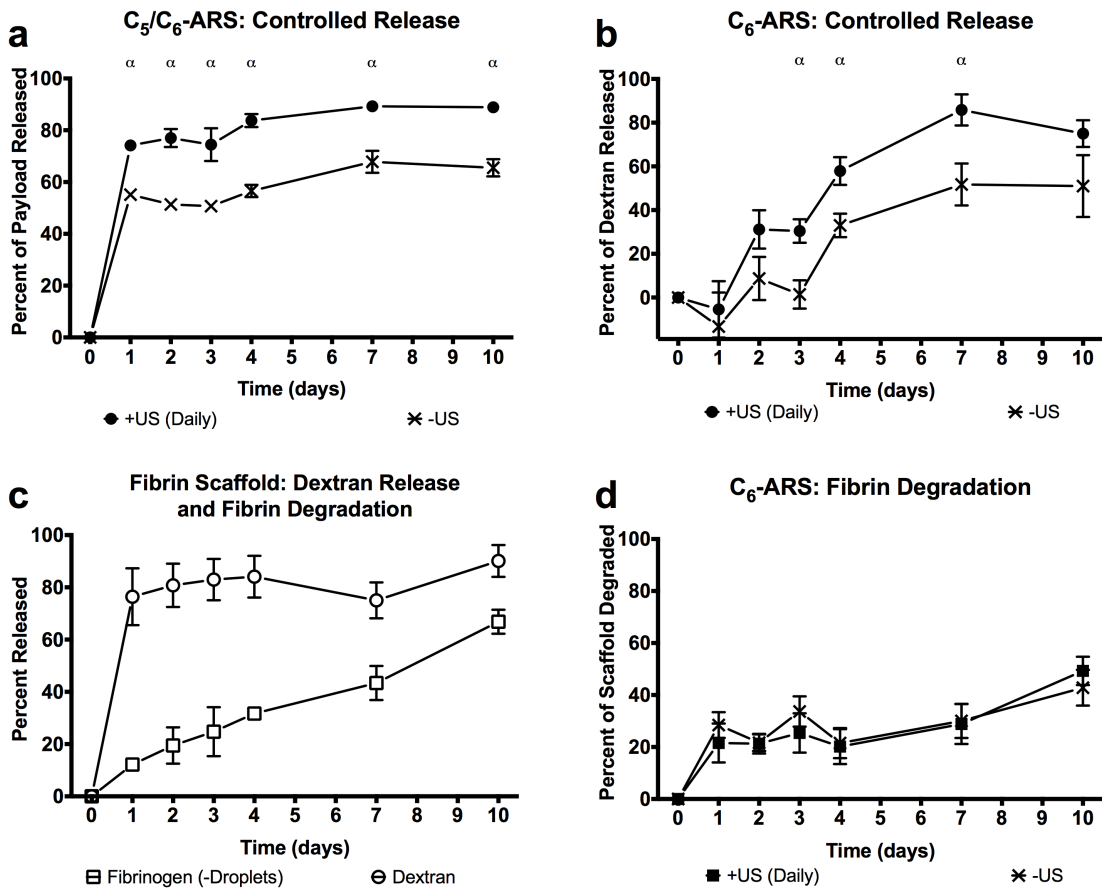 a
C₅/C₆-ARS: Controlled Release
α α α α α α
Percent of Payload Released
100
80
60
40
20
0
0 1 2 3 4 5 6 7 8 9 10
Time (days)
+US (Daily) -US
b
C₆-ARS: Controlled Release
α α α
Percent of Dextran Released
100
80
60
40
20
0
0 1 2 3 4 5 6 7 8 9 10
Time (days)
+US (Daily) -US
c
Fibrin Scaffold: Dextran Release
and Fibrin Degradation
Percent Released
100
80
60
40
20
0
0 1 2 3 4 5 6 7 8 9 10
Time (days)
Fibrinogen (-Droplets) Dextran
d
C₆-ARS: Fibrin Degradation
Percent of Scaffold Degraded
100
80
60
40
20
0
0 1 2 3 4 5 6 7 8 9 10
Time (days)
+US (Daily) -US